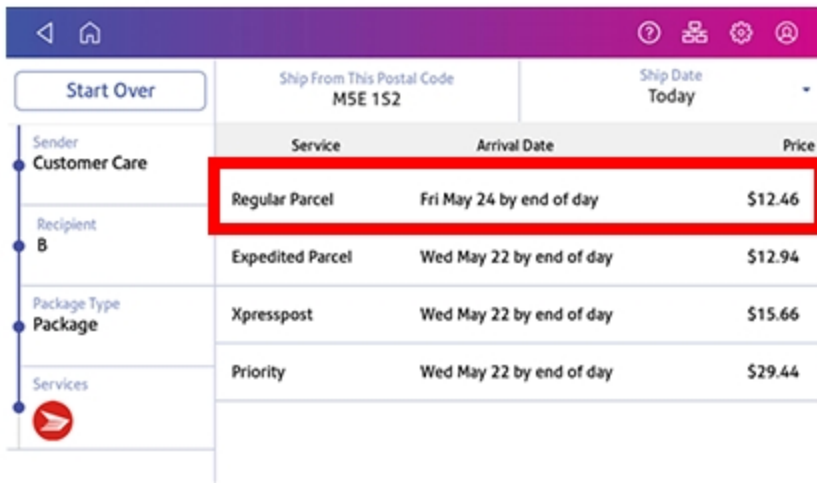 Start Over
Ship From This Postal Code
M5E 1S2
Ship Date
Today
Sender
Customer Care
Recipient
B
Package Type
Package
Services
Service Arrival Date Price
Regular Parcel Fri May 24 by end of day $12.46
Expedited Parcel Wed May 22 by end of day $12.94
Xpresspost Wed May 22 by end of day $15.66
Priority Wed May 22 by end of day $29.44